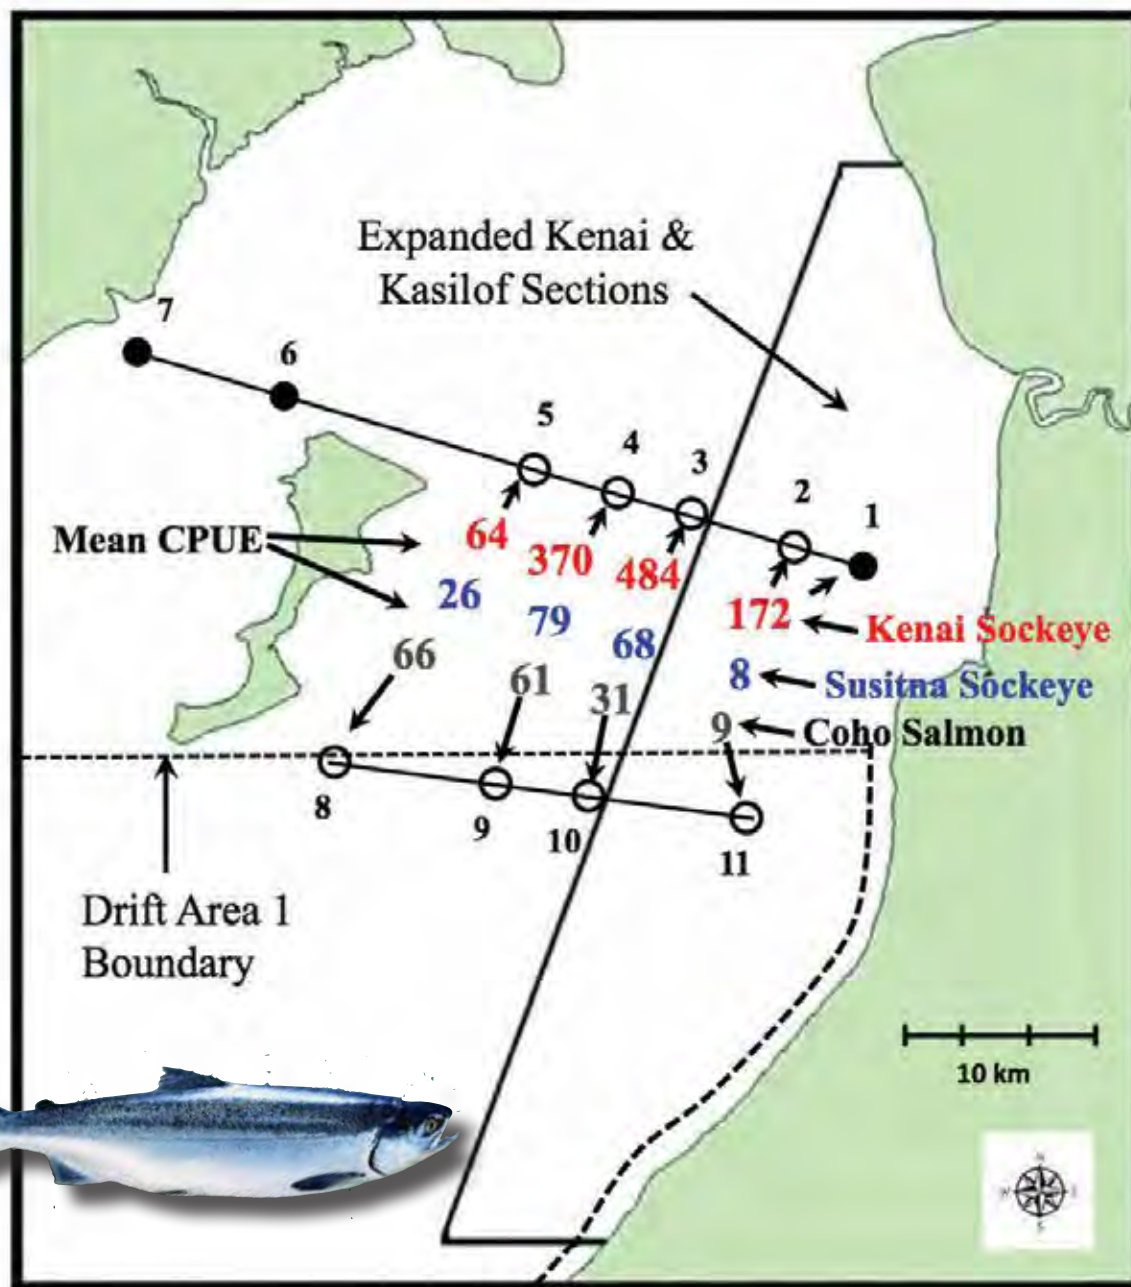 Expanded Kenai &
Kasilof Sections
7
6
5
4
3
2
1
Mean CPUE
64
370
484
172
Kenai Sockeye
26
79
68
8
Susitna Sockeye
66
61
31
9
Coho Salmon
8
9
10
11
Drift Area 1
Boundary
10 km
N
W
E
S